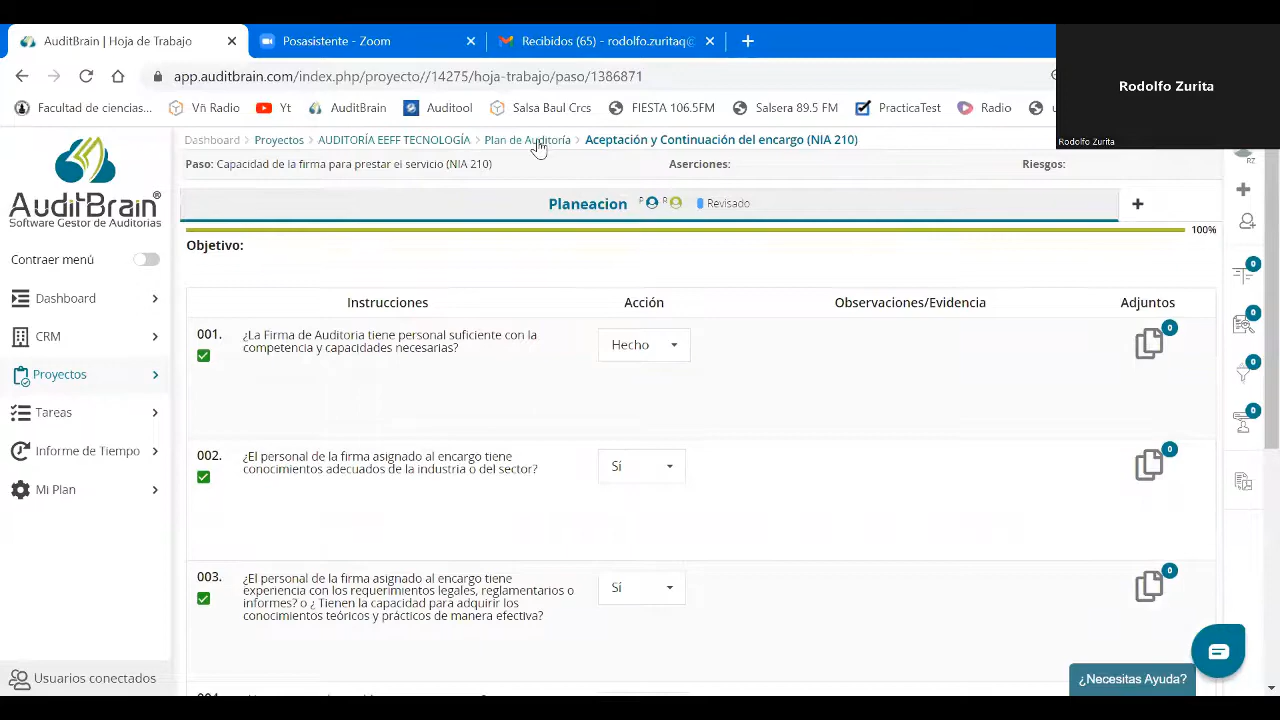 AuditBrain | Hoja de Trabajo
Posasistente - Zoom
Recibidos (65) - rodolfo.zuritaq@
app.auditbrain.com/index.php/proyecto//14275/hoja-trabajo/paso/1386871
Facultad de ciencias...
Vñ Radio
Yt
AuditBrain
Auditool
Salsa Baul Crcs
FIESTA 106.5FM
Salsera 89.5 FM
PracticaTest
Radio
Rodolfo Zurita
Rodolfo Zurita
AuditBrain®
Software Gestor de Auditorias
Contraer menú
Dashboard
CRM
Proyectos
Tareas
Informe de Tiempo
Mi Plan
Usuarios conectados
Dashboard > Proyectos > AUDITORÍA EEFF TECNOLOGÍA > Plan de Auditoría > Aceptación y Continuación del encargo (NIA 210)
Paso: Capacidad de la firma para prestar el servicio (NIA 210) Aserciones: Riesgos:
RZ
Planeacion P R Revisado
100%
Objetivo:
Instrucciones Acción Observaciones/Evidencia Adjuntos
001.
¿La Firma de Auditoria tiene personal suficiente con la
competencia y capacidades necesarias?
Hecho
0
002.
¿El personal de la firma asignado al encargo tiene
conocimientos adecuados de la industria o del sector?
Sí
0
003.
¿El personal de la firma asignado al encargo tiene
experiencia con los requerimientos legales, reglamentarios o
informes? o ¿ Tienen la capacidad para adquirir los
conocimientos teóricos y prácticos de manera efectiva?
Sí
0
0
0
0
0
¿Necesitas Ayuda?